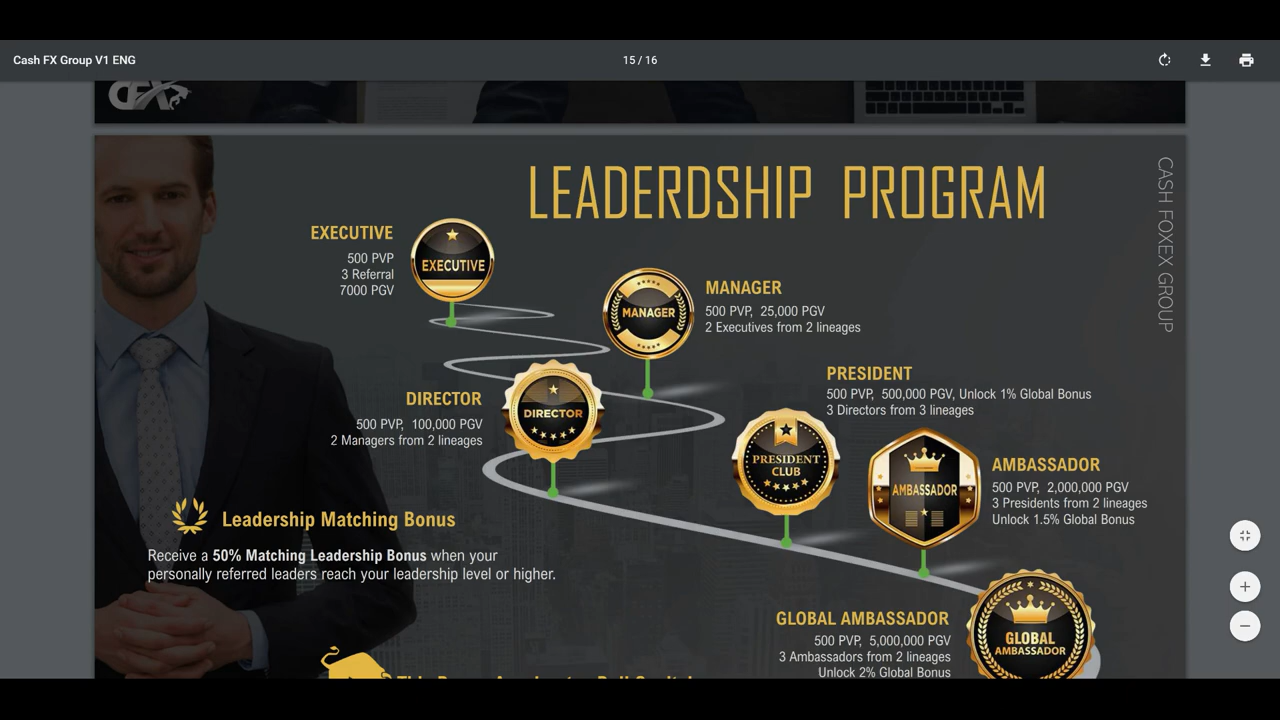 Cash FX Group V1 ENG
15 / 16
CFX
LEADERDSHIP PROGRAM
CASH FOXEX GROUP
EXECUTIVE
500 PVP
3 Referral
7000 PGV
EXECUTIVE
MANAGER
MANAGER
500 PVP, 25,000 PGV
2 Executives from 2 lineages
DIRECTOR
500 PVP, 100,000 PGV
2 Managers from 2 lineages
DIRECTOR
PRESIDENT
500 PVP, 500,000 PGV, Unlock 1% Global Bonus
3 Directors from 3 lineages
PRESIDENT
CLUB
AMBASSADOR
AMBASSADOR
500 PVP, 2,000,000 PGV
3 Presidents from 2 lineages
Unlock 1.5% Global Bonus
Leadership Matching Bonus
Receive a 50% Matching Leadership Bonus when your
personally referred leaders reach your leadership level or higher.
GLOBAL AMBASSADOR
500 PVP, 5,000,000 PGV
3 Ambassadors from 2 lineages
Unlock 2% Global Bonus
GLOBAL
AMBASSADOR